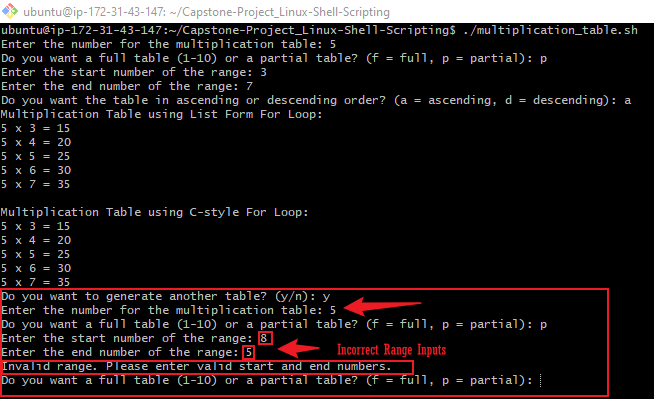 ubuntu@ip-172-31-43-147: ~/Capstone-Project_Linux-Shell-Scripting
ubuntu@ip-172-31-43-147:~/Capstone-Project_Linux-Shell-Scripting$ ./multiplication_table.sh
Enter the number for the multiplication table: 5
Do you want a full table (1-10) or a partial table? (f = full, p = partial): p
Enter the start number of the range: 3
Enter the end number of the range: 7
Do you want the table in ascending or descending order? (a = ascending, d = descending): a
Multiplication Table using List Form For Loop:
5 x 3 = 15
5 x 4 = 20
5 x 5 = 25
5 x 6 = 30
5 x 7 = 35
Multiplication Table using C-style For Loop:
5 x 3 = 15
5 x 4 = 20
5 x 5 = 25
5 x 6 = 30
5 x 7 = 35
Do you want to generate another table? (y/n): y
Enter the number for the multiplication table: 5
Do you want a full table (1-10) or a partial table? (f = full, p = partial): p
Enter the start number of the range: 8
Enter the end number of the range: 5 Incorrect Range Inputs
Invalid range. Please enter valid start and end numbers.
Do you want a full table (1-10) or a partial table? (f = full, p = partial):